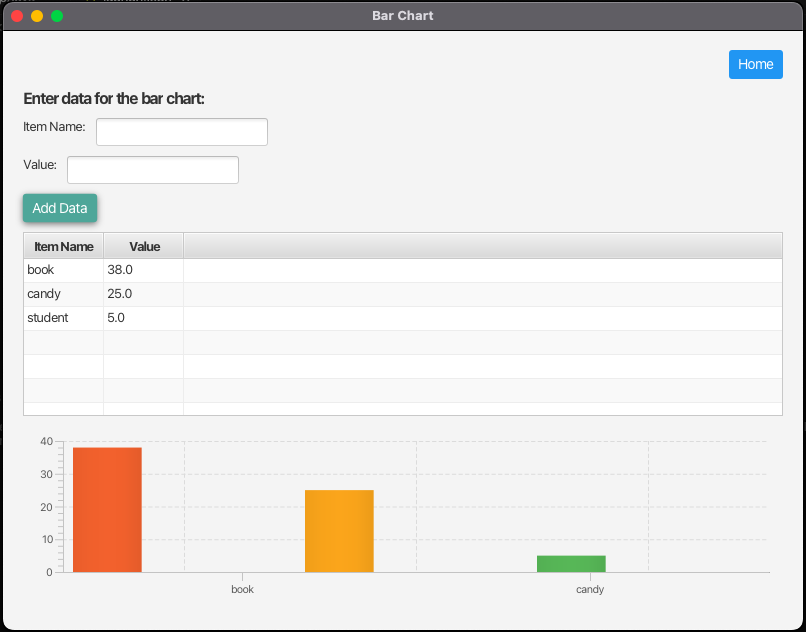 Bar Chart
Home
Enter data for the bar chart:
Item Name:
Value:
Add Data
Item Name Value
book 38.0
candy 25.0
student 5.0
40
30
20
10
0
book candy